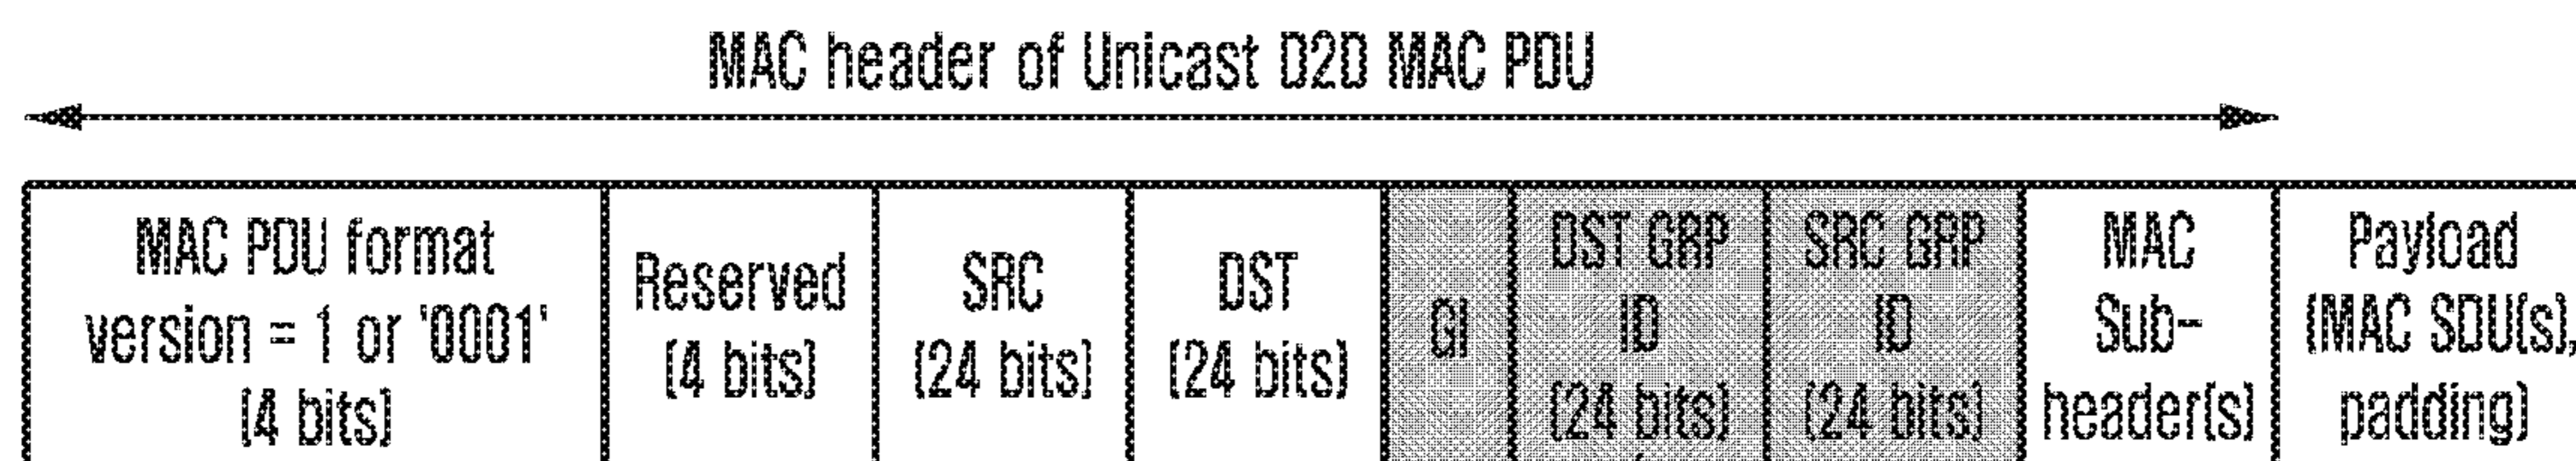 MAC header of Unicast D2D MAC PDU
MAC PDU format
version = 1 or '0001'
(4 bits)
Reserved
(4 bits)
SRC
(24 bits)
DST
(24 bits)
GI
DST GRP
ID
(24 bits)
SRC GRP
ID
(24 bits)
MAC
Sub-
header(s)
Payload
(MAC SDU(s),
padding)